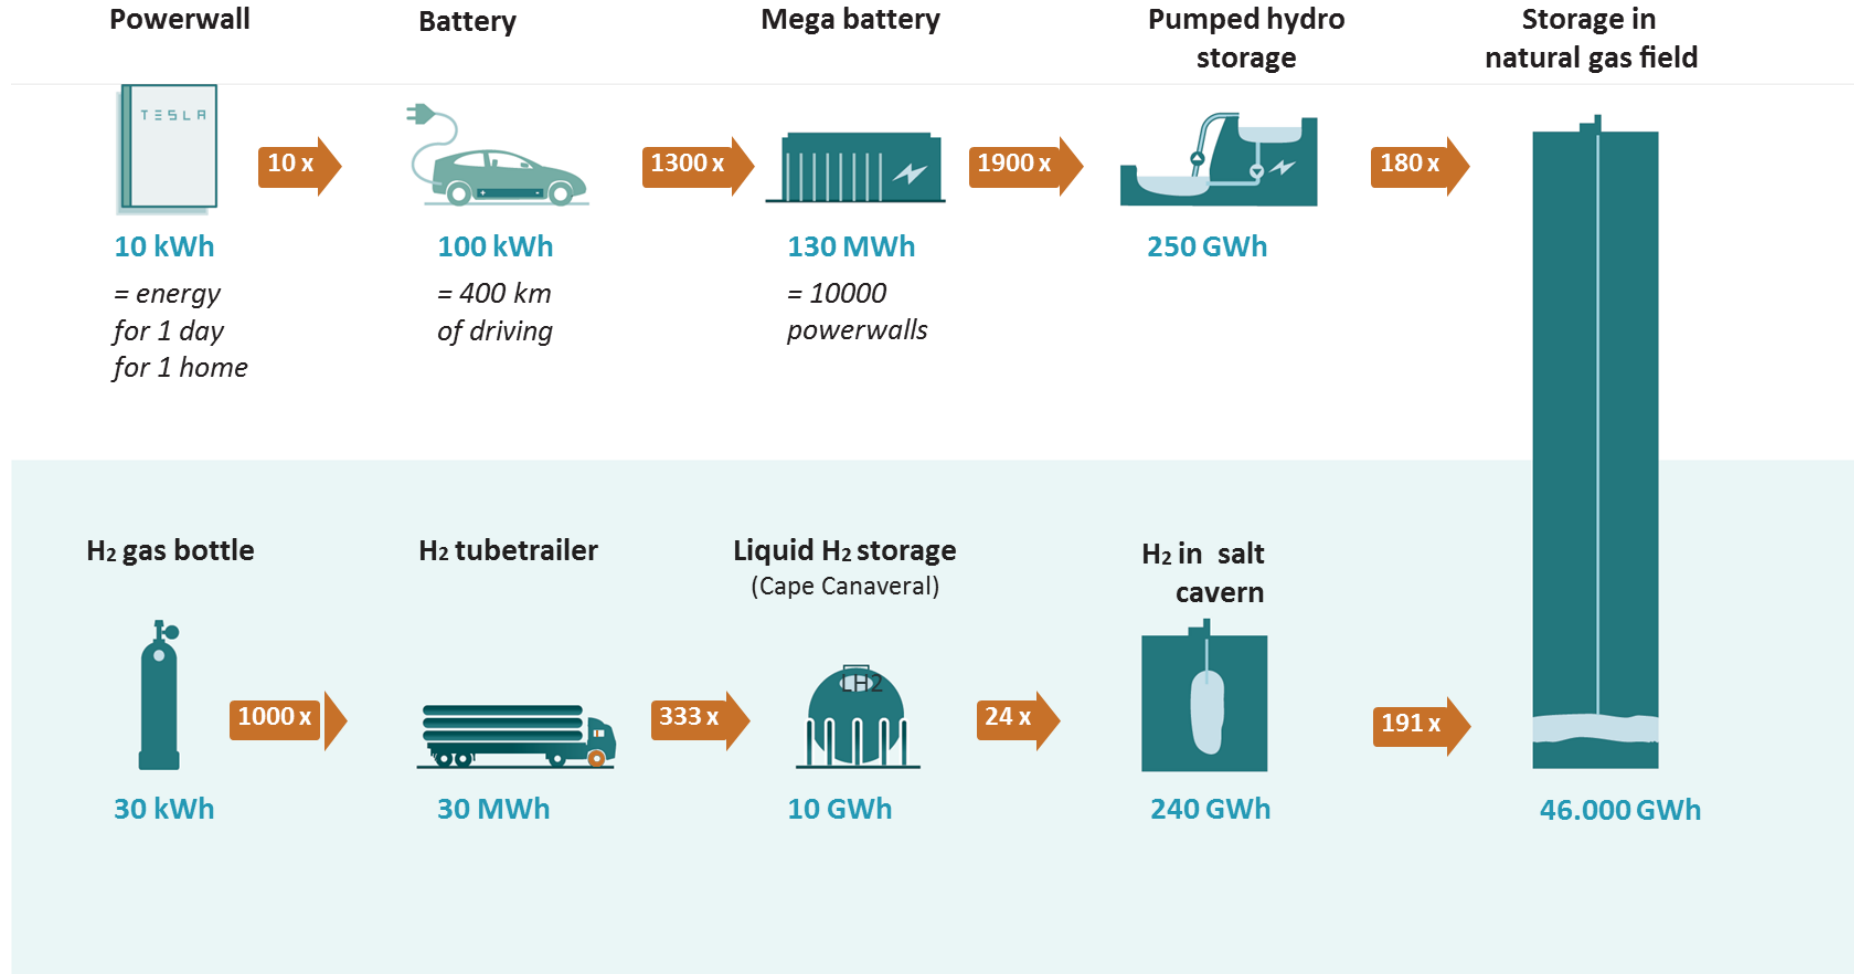 Powerwall
Battery
Mega battery
Pumped hydro
storage
Storage in
natural gas field
TESLA
10 x
1300 x
1900 x
180 x
10 kWh
100 kWh
130 MWh
250 GWh
= energy
for 1 day
for 1 home
= 400 km
of driving
= 10000
powerwalls
H₂ gas bottle
H₂ tubetrailer
Liquid H₂ storage
(Cape Canaveral)
H₂ in salt
cavern
LH2
1000 x
333 x
24 x
191 x
30 kWh
30 MWh
10 GWh
240 GWh
46.000 GWh